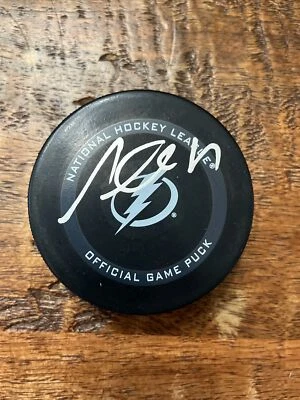 NATIONAL HOCKEY LEAGUE®
®
OFFICIAL GAME PUCK